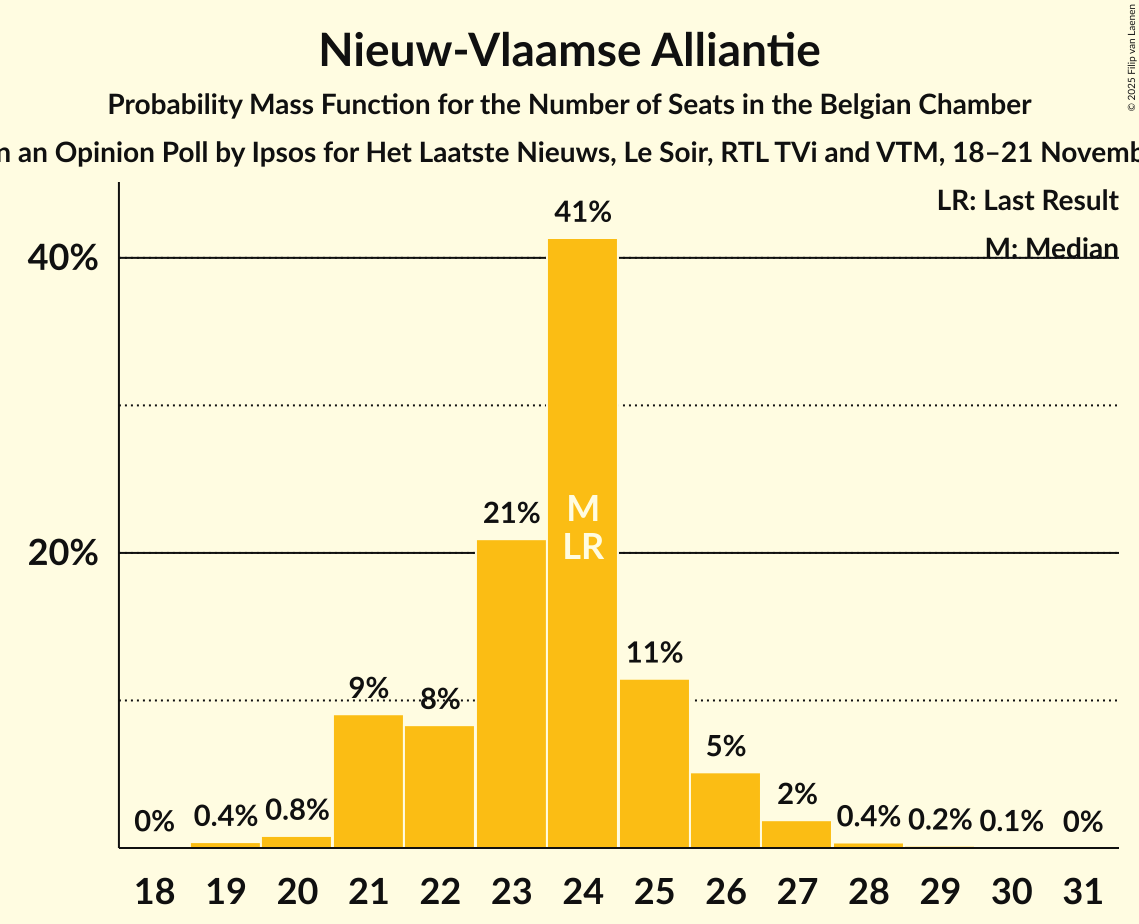 Nieuw-Vlaamse Alliantie
Probability Mass Function for the Number of Seats in the Belgian Chamber
an Opinion Poll by Ipsos for Het Laatste Nieuws, Le Soir, RTL TVi and VTM, 18–21
© 2025 Filip van Laenen
LR: Last Result
M: Median
40%
20%
0%
0.4%
0.8%
9%
8%
21%
41%
11%
5%
2%
0.4%
0.2%
0.1%
0%
M
LR
18 19 20 21 22 23 24 25 26 27 28 29 30 31